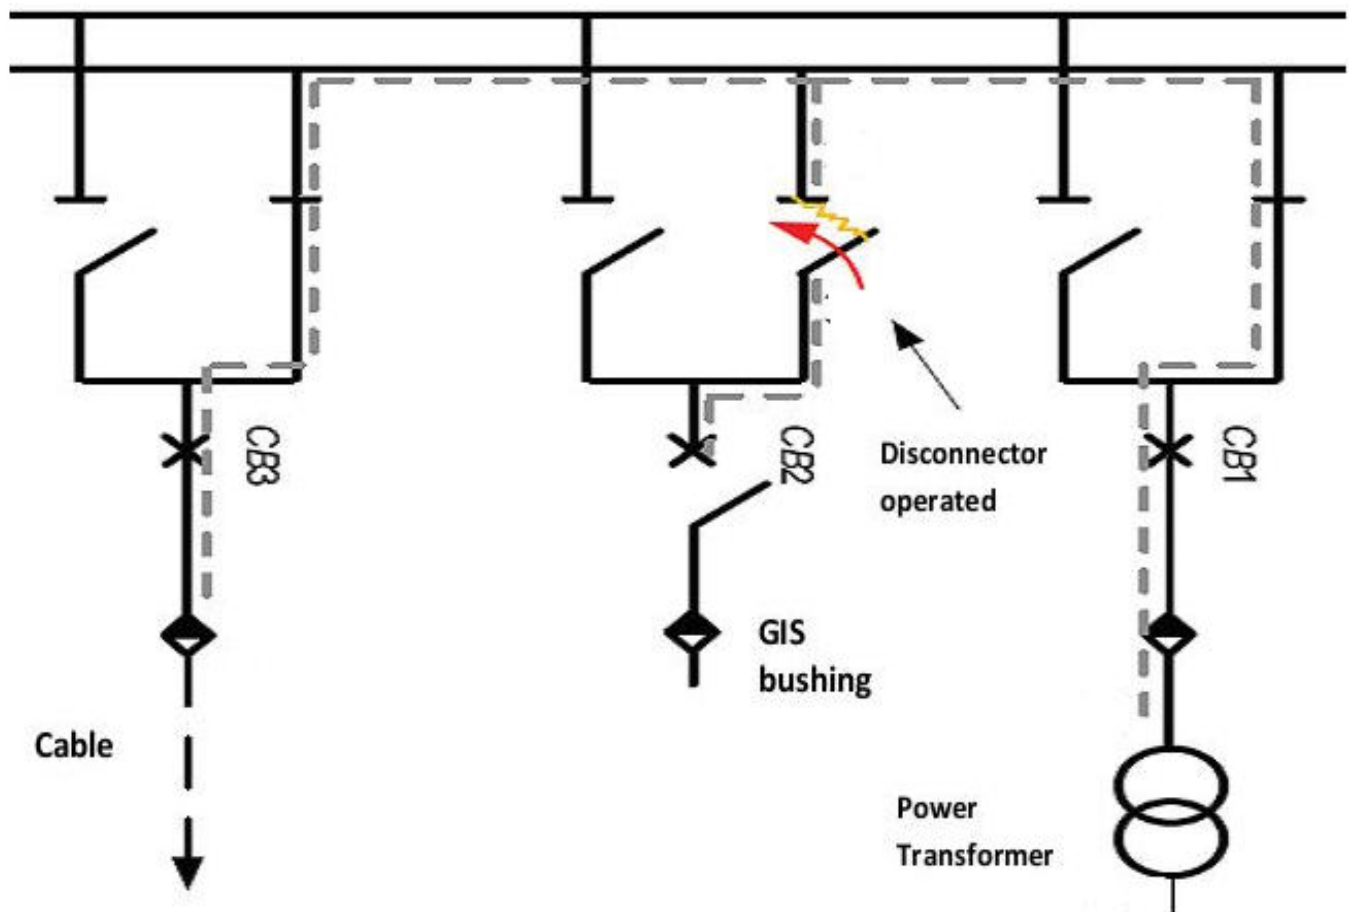 CB3
CB2
CB1
Disconnector
operated
GIS
bushing
Cable
Power
Transformer